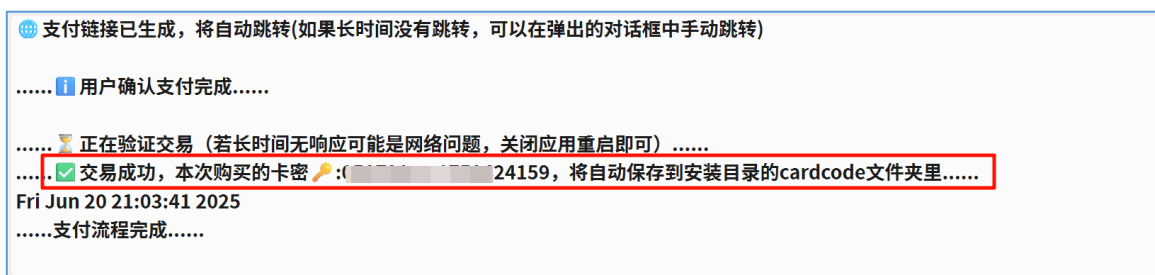 🌐 支付链接已生成，将自动跳转(如果长时间没有跳转，可以在弹出的对话框中手动跳转)
......ℹ️ 用户确认支付完成......
......⏳ 正在验证交易（若长时间无响应可能是网络问题，关闭应用重启即可）......
......✅ 交易成功，本次购买的卡密 🔑:24159，将自动保存到安装目录的cardcode文件夹里......
Fri Jun 20 21:03:41 2025
......支付流程完成......